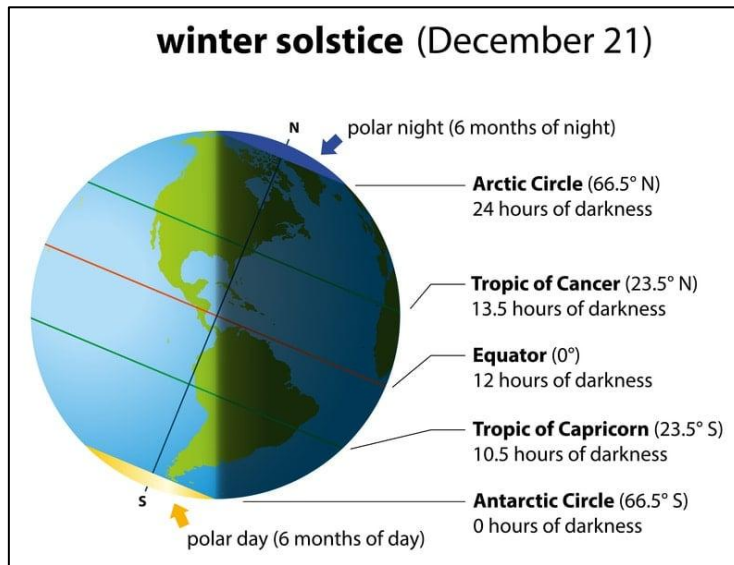 winter solstice (December 21)
N
polar night (6 months of night)
Arctic Circle (66.5° N)
24 hours of darkness
Tropic of Cancer (23.5° N)
13.5 hours of darkness
Equator (0°)
12 hours of darkness
Tropic of Capricorn (23.5° S)
10.5 hours of darkness
Antarctic Circle (66.5° S)
0 hours of darkness
S
polar day (6 months of day)